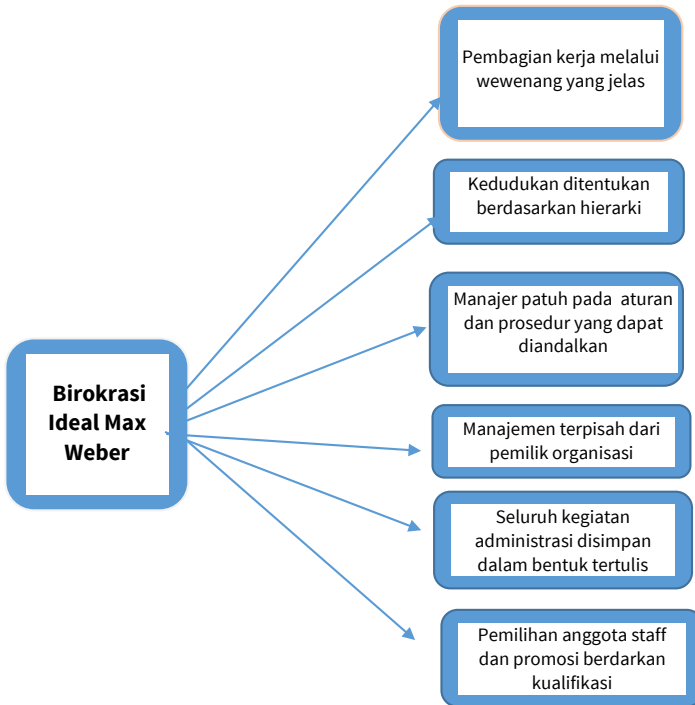 Pembagian kerja melalui
wewenang yang jelas
Kedudukan ditentukan
berdasarkan hierarki
Manajer patuh pada aturan
dan prosedur yang dapat
diandalkan
Birokrasi
Ideal Max
Weber
Manajemen terpisah dari
pemilik organisasi
Seluruh kegiatan
administrasi disimpan
dalam bentuk tertulis
Pemilihan anggota staff
dan promosi berdarkan
kualifikasi